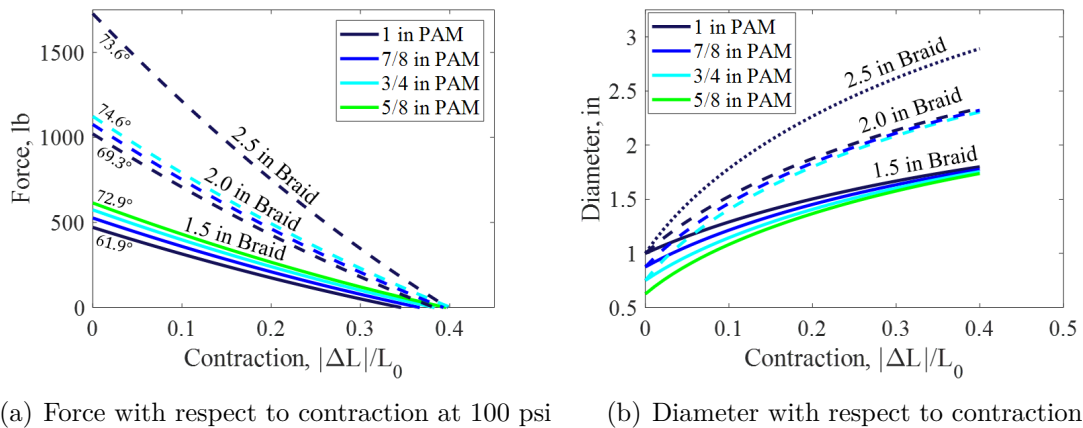 1500
1000
500
0
Force, lb
0
0.1
0.2
0.3
0.4
Contraction, |ΔL|/L₀
1 in PAM
7/8 in PAM
3/4 in PAM
5/8 in PAM
73.6°
74.6°
69.3°
72.9°
61.9°
2.5 in Braid
2.0 in Braid
1.5 in Braid
(a) Force with respect to contraction at 100 psi
3
2.5
2
1.5
1
0.5
Diameter, in
0
0.1
0.2
0.3
0.4
0.5
Contraction, |ΔL|/L₀
1 in PAM
7/8 in PAM
3/4 in PAM
5/8 in PAM
2.5 in Braid
2.0 in Braid
1.5 in Braid
(b) Diameter with respect to contraction